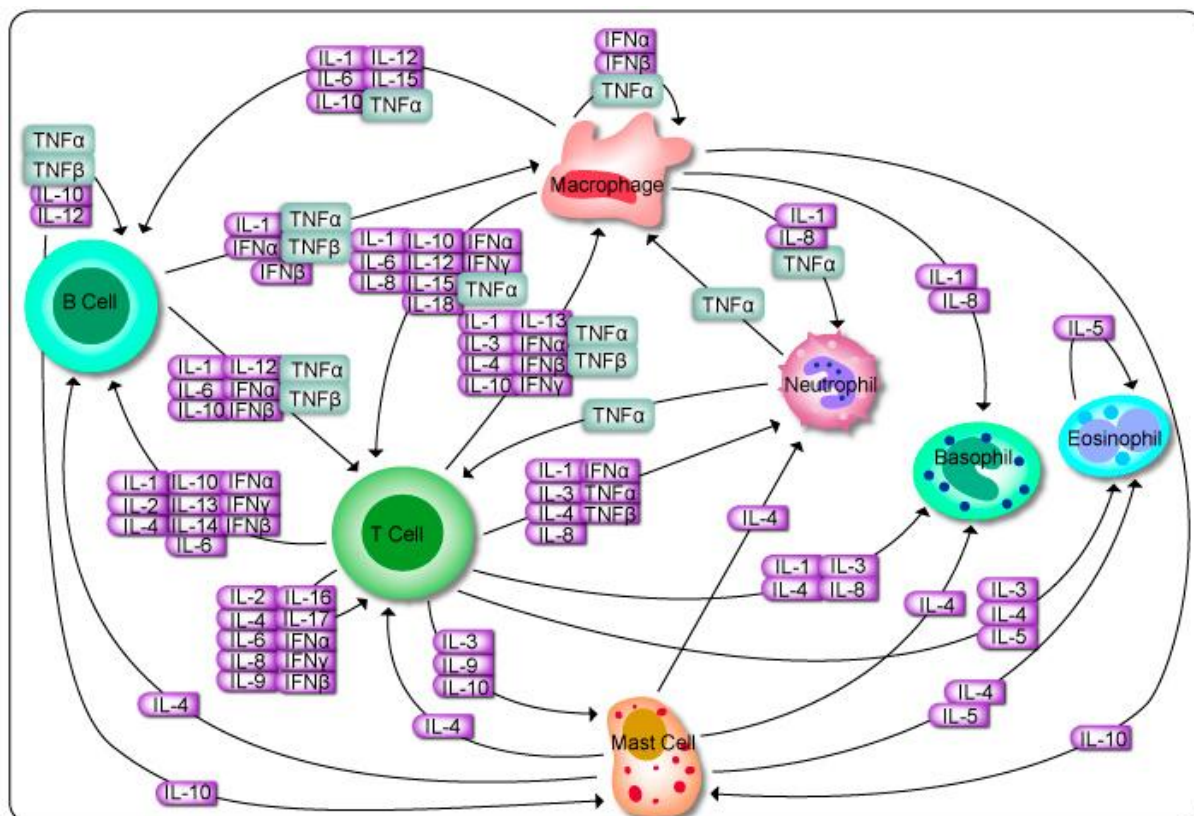 IFNα
IFNβ
TNFα
IL-1 IL-12
IL-6 IL-15
IL-10 TNFα
TNFα
TNFβ
IL-10
IL-12
Macrophage
IL-1 TNFα
IFNα TNFβ
IFNβ
IL-1 IL-10 IFNα
IL-6 IL-12 IFNγ
IL-8 IL-15 TNFα
IL-18
IL-1
IL-8
TNFα
IL-1
IL-8
B Cell
TNFα
IL-1 IL-13 TNFα
IL-3 IFNα
IL-4 IFNβ TNFβ
IL-10 IFNγ
IL-5
Neutrophil
Eosinophil
Basophil
IL-1 IL-12 TNFα
IL-6 IFNα
IL-10 IFNβ TNFβ
TNFα
IL-1 IL-10 IFNα
IL-2 IL-13 IFNγ
IL-4 IL-14 IFNβ
IL-6
T Cell
IL-1 IFNα
IL-3 TNFα
IL-4 TNFβ
IL-8
IL-4
IL-1 IL-3
IL-4 IL-8
IL-4
IL-3
IL-4
IL-5
IL-2 IL-16
IL-4 IL-17
IL-6 IFNα
IL-8 IFNγ
IL-9 IFNβ
IL-3
IL-9
IL-10
IL-4
IL-4
Mast Cell
IL-4
IL-5
IL-10
IL-10